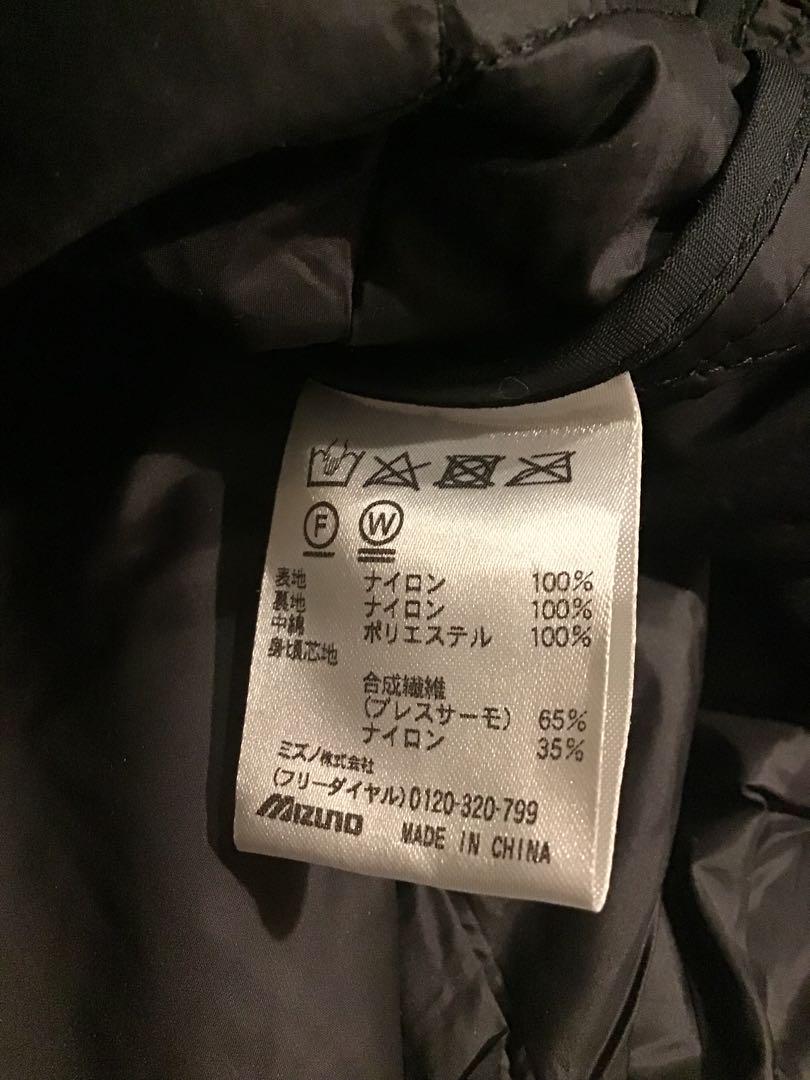 F W
表地 ナイロン 100%
裏地 ナイロン 100%
中綿 ポリエステル 100%
身頃芯地
合成繊維
(ブレスサーモ) 65%
ナイロン 35%
ミズノ株式会社
(フリーダイヤル)0120-320-799
MIZUNO MADE IN CHINA